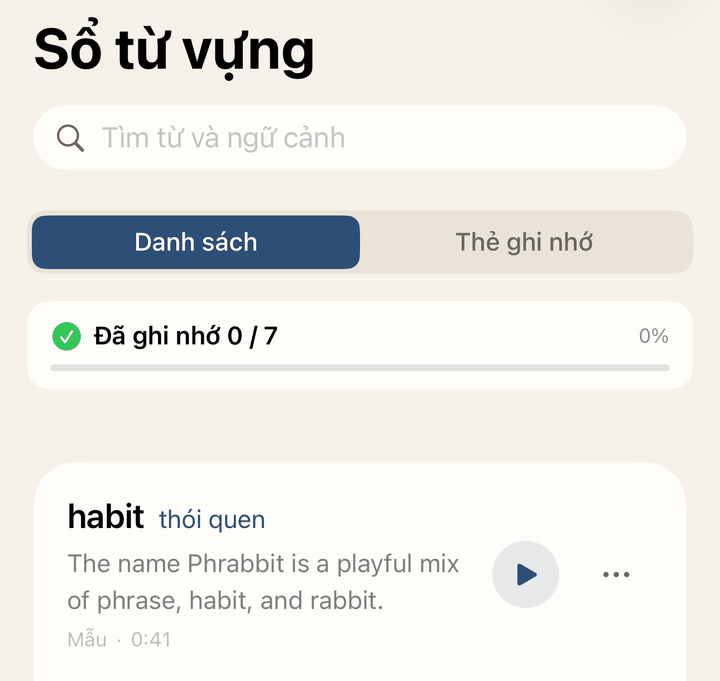 Sổ từ vựng
Tìm từ và ngữ cảnh
Danh sách
Thẻ ghi nhớ
Đã ghi nhớ 0 / 7
0%
habit thói quen
The name Phrabbit is a playful mix
of phrase, habit, and rabbit.
Mẫu · 0:41